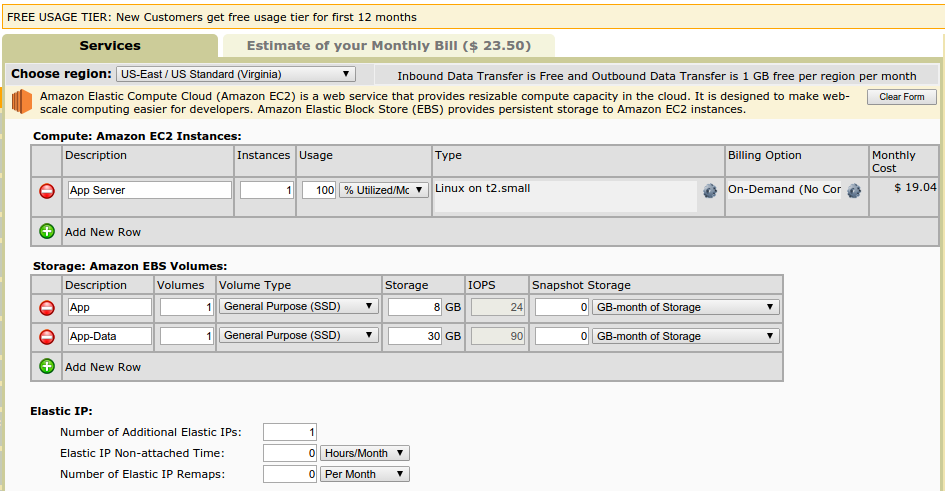 FREE USAGE TIER: New Customers get free usage tier for first 12 months
Services
Estimate of your Monthly Bill ($ 23.50)
Choose region: US-East / US Standard (Virginia)
Inbound Data Transfer is Free and Outbound Data Transfer is 1 GB free per region per month
Amazon Elastic Compute Cloud (Amazon EC2) is a web service that provides resizable compute capacity in the cloud. It is designed to make web-
scale computing easier for developers. Amazon Elastic Block Store (EBS) provides persistent storage to Amazon EC2 instances.
Clear Form
Compute: Amazon EC2 Instances:
Description Instances Usage Type Billing Option Monthly
Cost
App Server 1 100 % Utilized/Mc Linux on t2.small On-Demand (No Cor $ 19.04
Add New Row
Storage: Amazon EBS Volumes:
Description Volumes Volume Type Storage IOPS Snapshot Storage
App 1 General Purpose (SSD) 8 GB 24 0 GB-month of Storage
App-Data 1 General Purpose (SSD) 30 GB 90 0 GB-month of Storage
Add New Row
Elastic IP:
Number of Additional Elastic IPs: 1
Elastic IP Non-attached Time: 0 Hours/Month
Number of Elastic IP Remaps: 0 Per Month